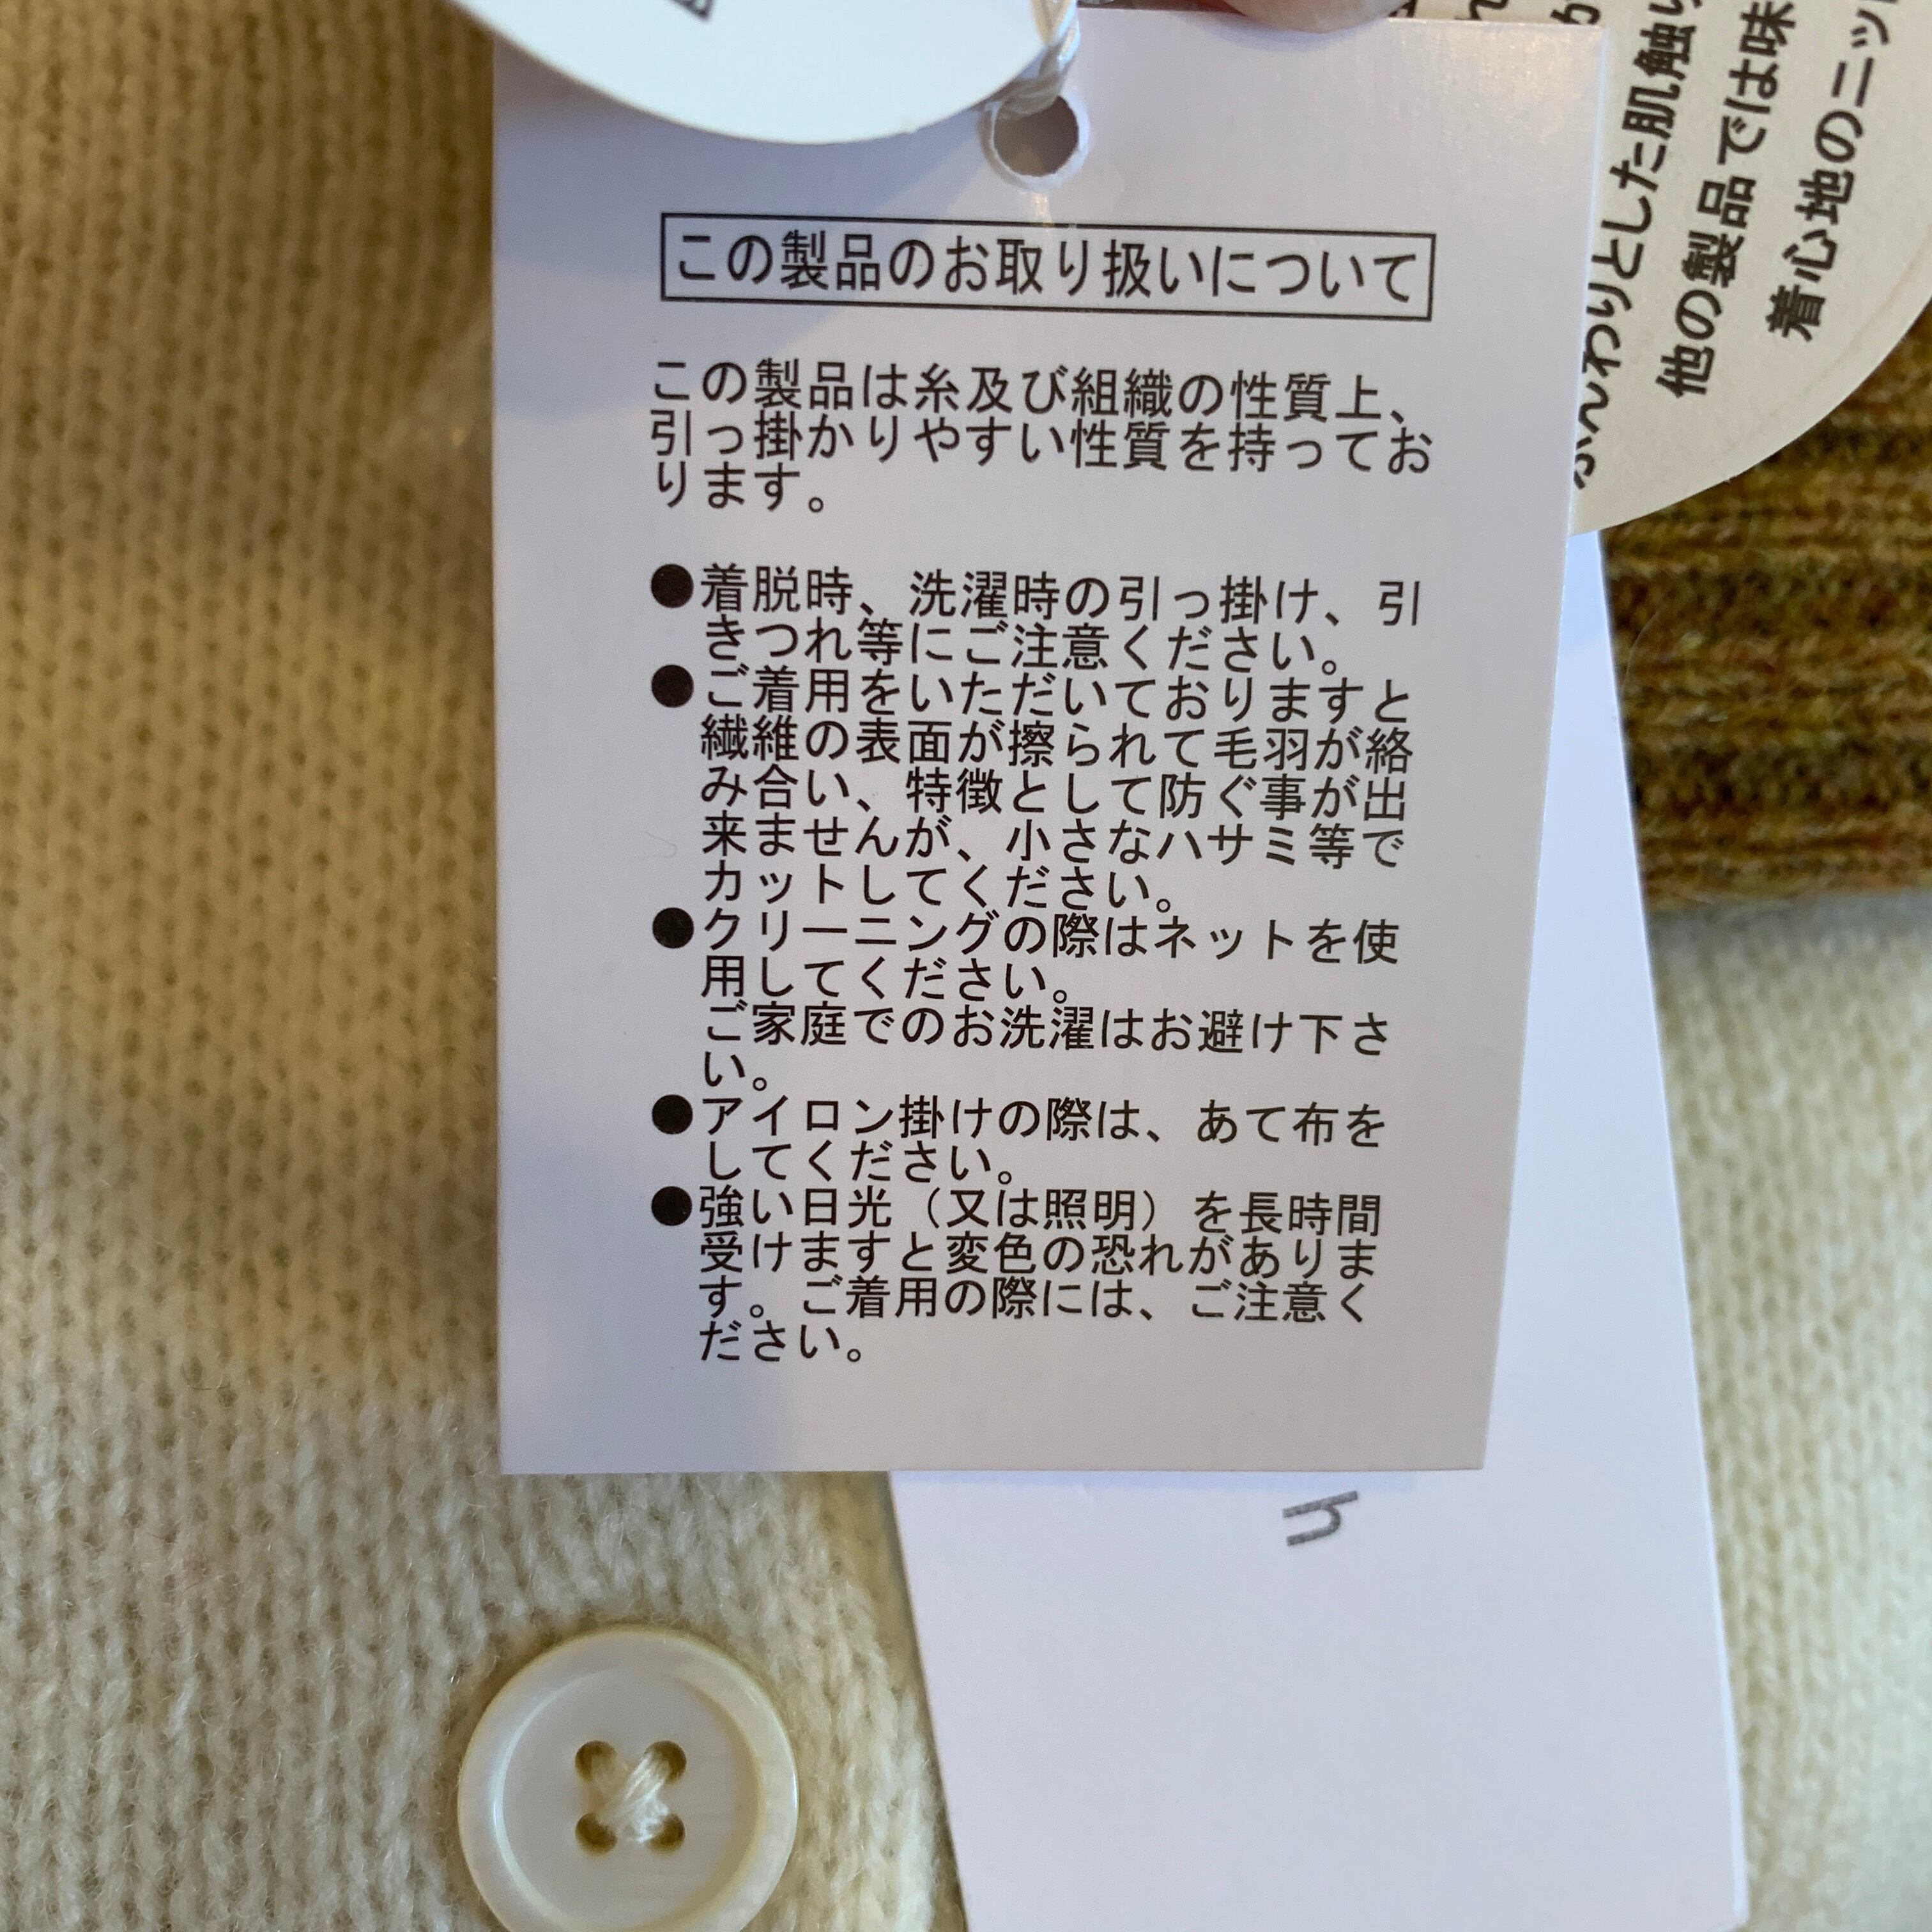 この製品のお取り扱いについて
この製品は糸及び組織の性質上、
引っ掛かりやすい性質を持ってお
ります。
●着脱時、洗濯時の引っ掛け、引
きつれ等にご注意ください。
●ご着用をいただいておりますと
繊維の表面が擦られて毛羽が絡
み合い、特徴として防ぐ事が出
来ませんが、小さなハサミ等で
カットしてください。
●クリーニングの際はネットを使
用してください。
ご家庭でのお洗濯はお避け下さ
い。
●アイロン掛けの際は、あて布を
してください。
●強い日光（又は照明）を長時間
受けますと変色の恐れがありま
す。ご着用の際には、ご注意く
ださい。
んわりとした肌触り
他の製品では味
着心地のニット
h